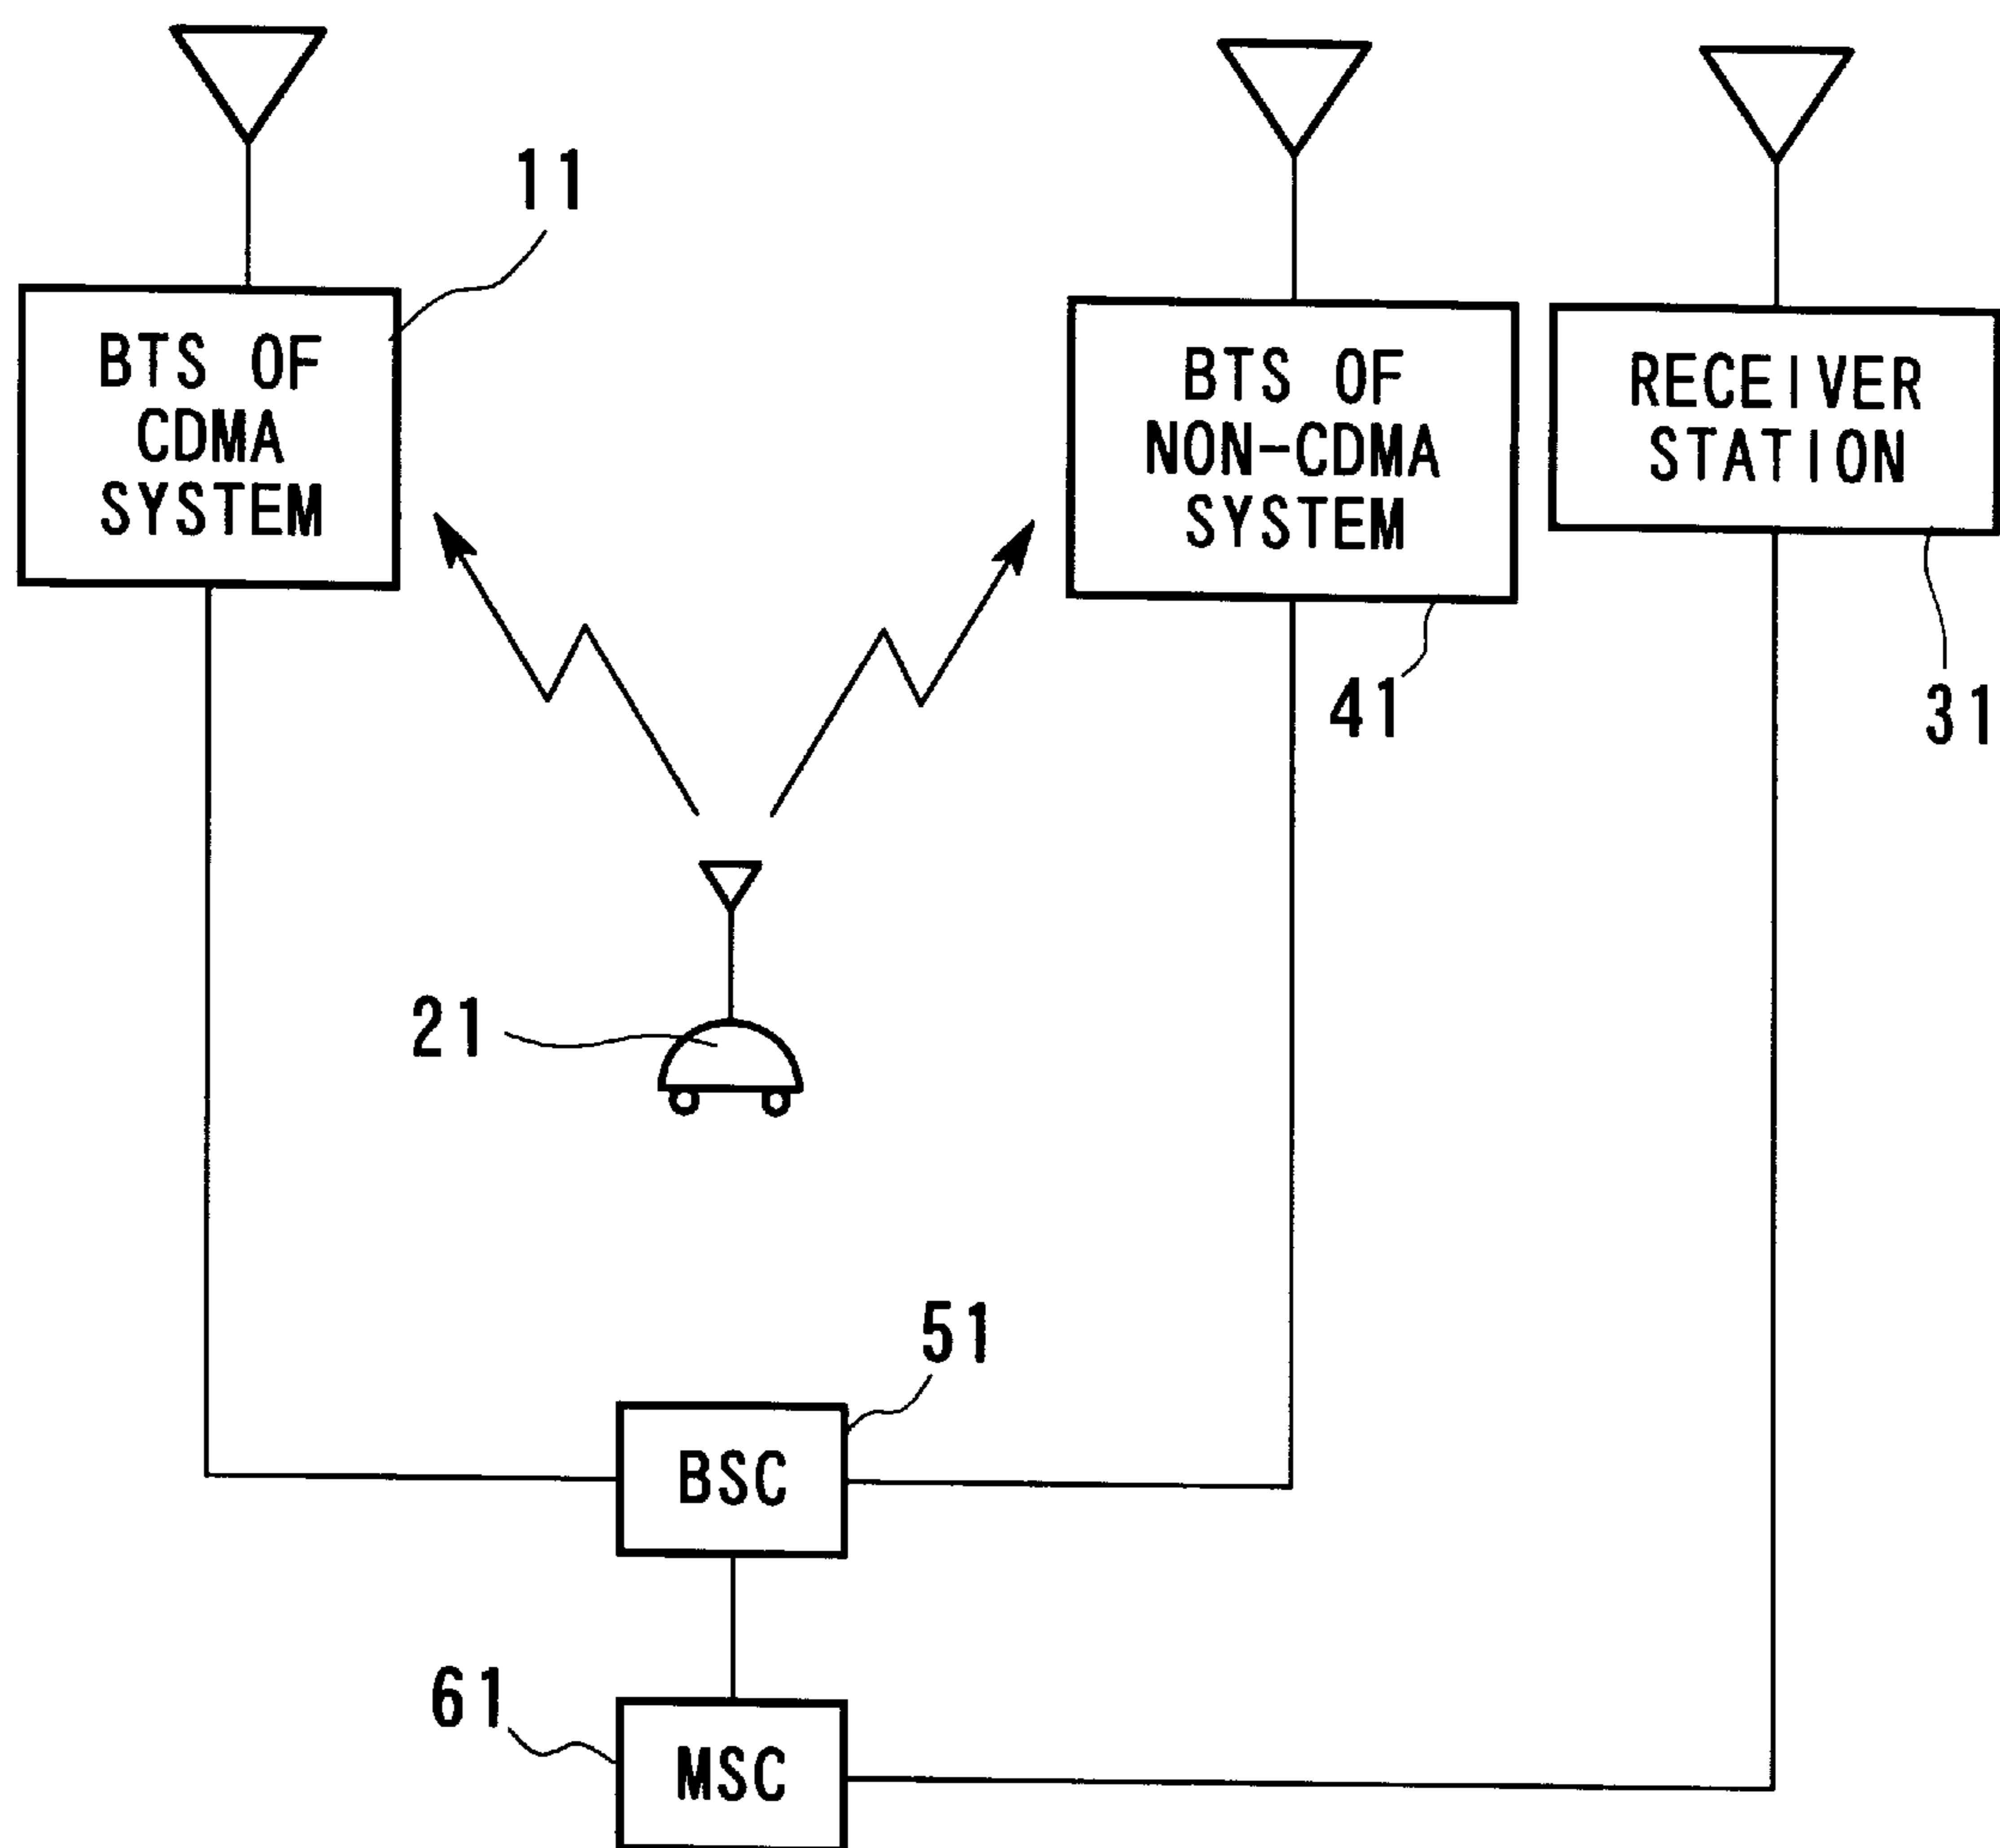 11
BTS OF
CDMA
SYSTEM
BTS OF
NON-CDMA
SYSTEM
RECEIVER
STATION
41
31
21
51
BSC
61
MSC